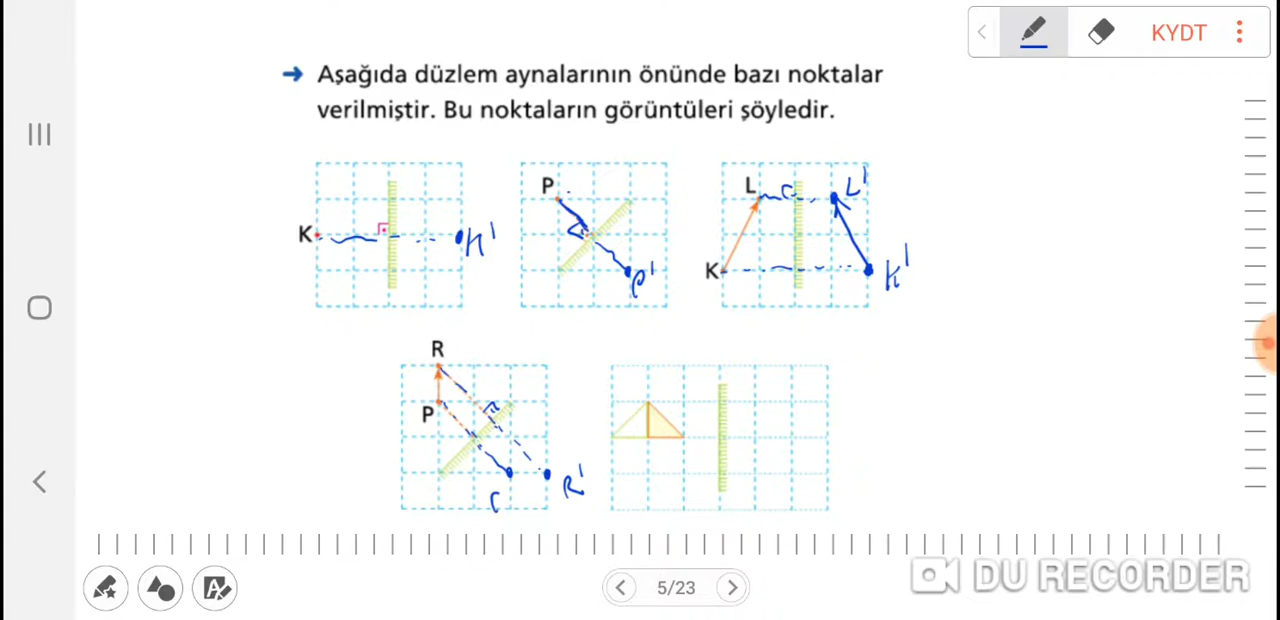 KYDT
➔ Aşağıda düzlem aynalarının önünde bazı noktalar
verilmiştir. Bu noktaların görüntüleri şöyledir.
K K'
P P'
L L'
K K'
R
P
R'
5/23
DU RECORDER